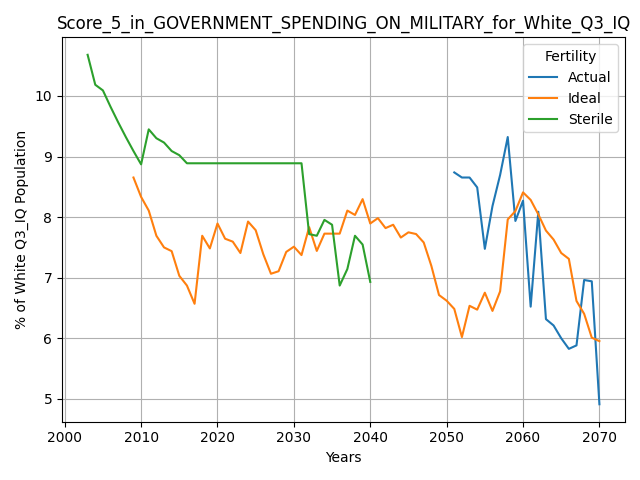 Score_5_in_GOVERNMENT_SPENDING_ON_MILITARY_for_White_Q3_IQ
Fertility
Actual
Ideal
Sterile
% of White Q3_IQ Population
10
9
8
7
6
5
2000 2010 2020 2030 2040 2050 2060 2070
Years